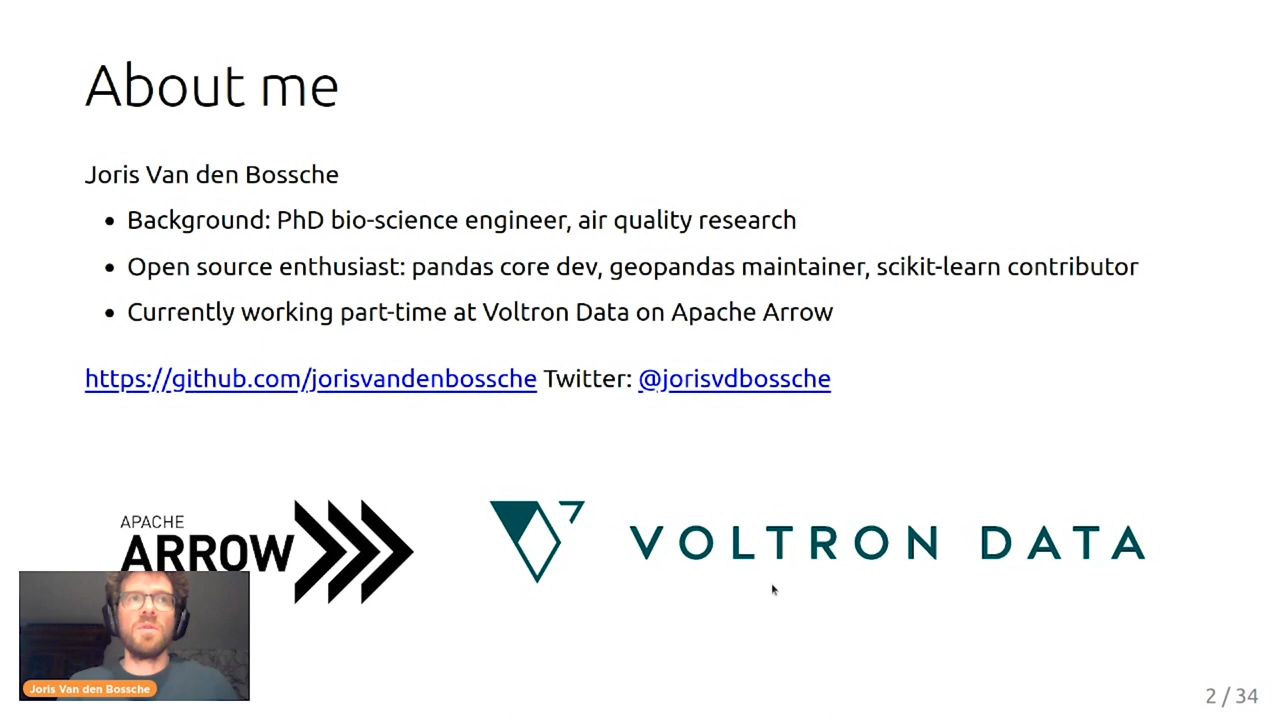 About me
Joris Van den Bossche
Background: PhD bio-science engineer, air quality research
Open source enthusiast: pandas core dev, geopandas maintainer, scikit-learn contributor
Currently working part-time at Voltron Data on Apache Arrow
https://github.com/jorisvandenbossche Twitter: @jorisvdbossche
APACHE
ARROW
VOLTRON DATA
Joris Van den Bossche
2 / 34